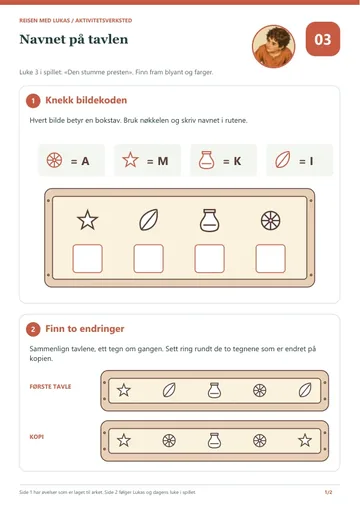 REISEN MED LUKAS / AKTIVITETSVERKSTED
Navnet på tavlen
03
Luke 3 i spillet: «Den stumme presten». Finn fram blyant og farger.
1 Knekk bildekoden
Hvert bilde betyr en bokstav. Bruk nøkkelen og skriv navnet i rutene.
= A = M = K = I
2 Finn to endringer
Sammenlign tavlene, ett tegn om gangen. Sett ring rundt de to tegnene som er endret på
kopien.
FØRSTE TAVLE
KOPI
Side 1 har øvelser som er laget til arket. Side 2 følger Lukas og dagens luke i spillet.
1/2